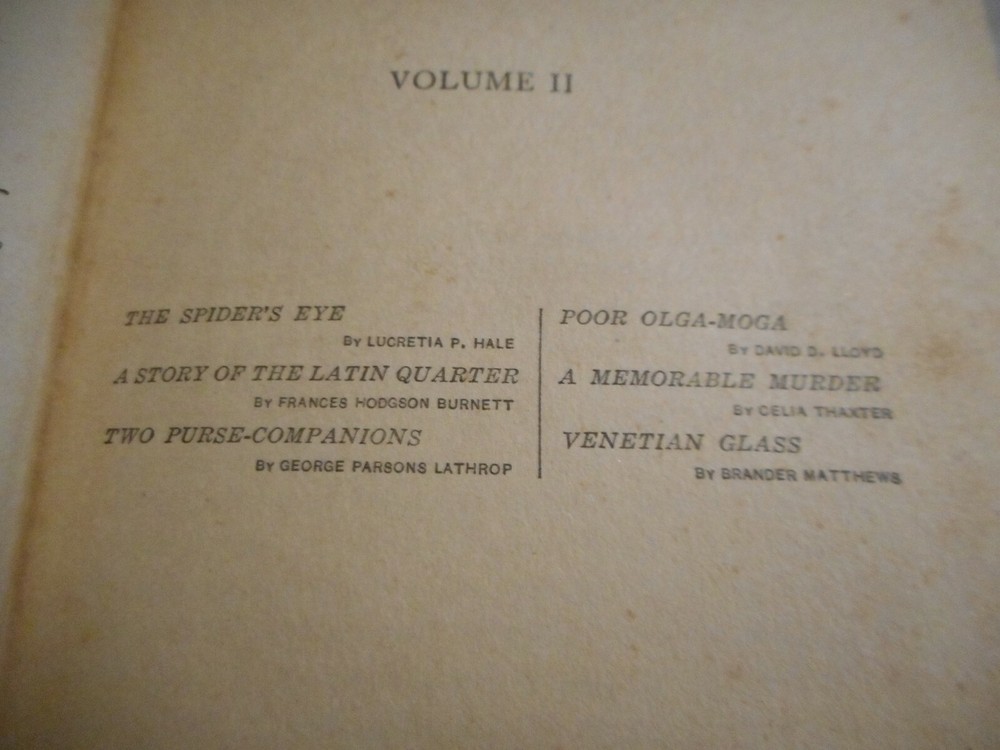 VOLUME II
THE SPIDER'S EYE
By LUCRETIA P. HALE
A STORY OF THE LATIN QUARTER
By FRANCES HODGSON BURNETT
TWO PURSE-COMPANIONS
By GEORGE PARSONS LATHROP
POOR OLGA-MOGA
By DAVID D. LLOYD
A MEMORABLE MURDER
By CELIA THAXTER
VENETIAN GLASS
By BRANDER MATTHEWS